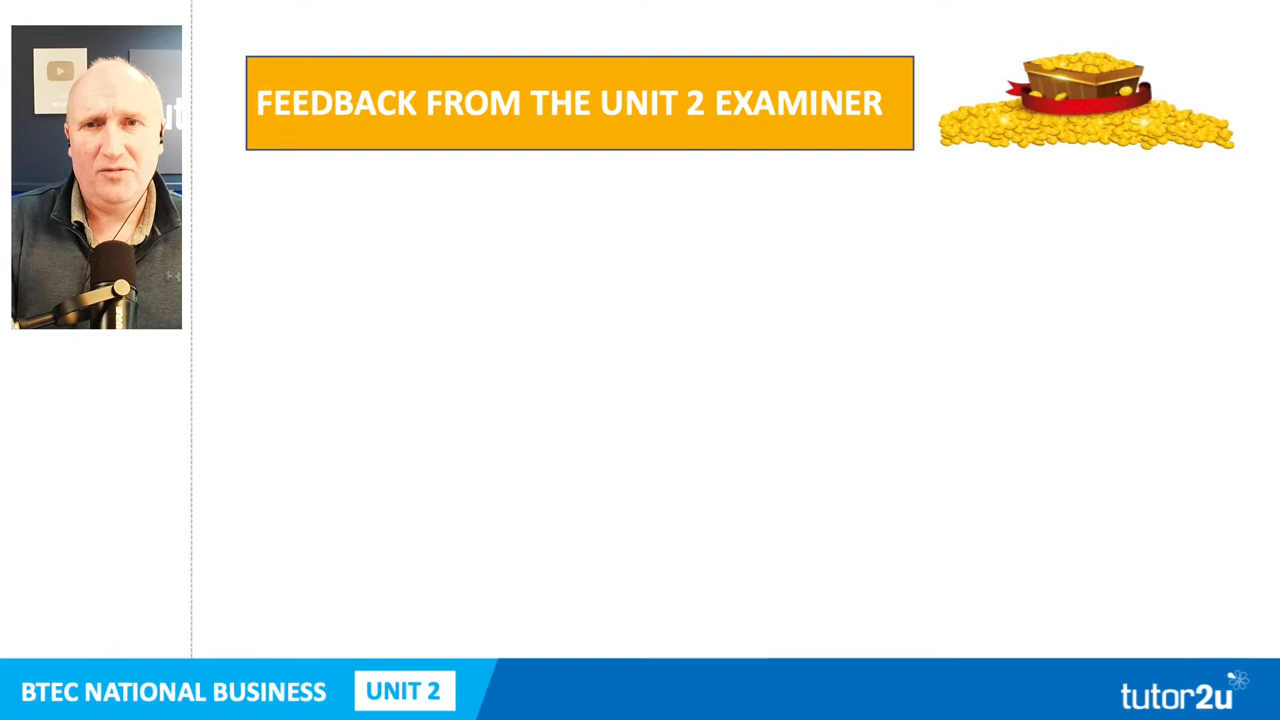 FEEDBACK FROM THE UNIT 2 EXAMINER
BTEC NATIONAL BUSINESS
UNIT 2
tutor2u